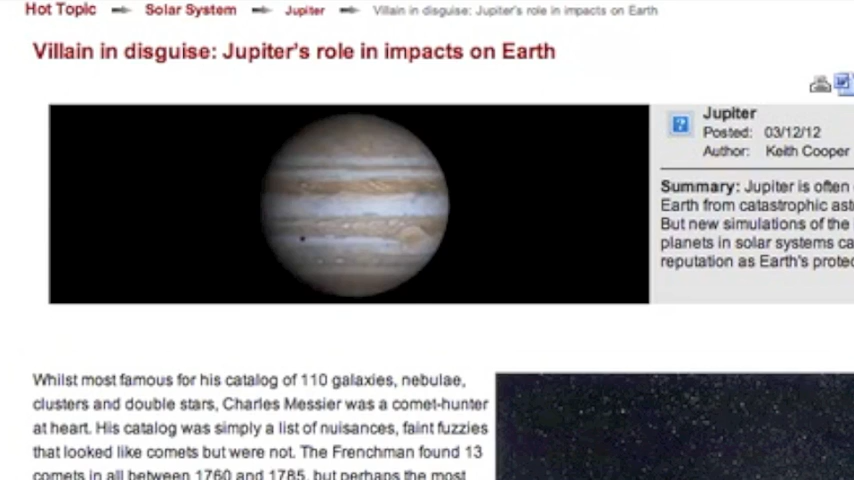 Hot Topic Solar System Jupiter Villain in disguise: Jupiter's role in impacts on Earth
Villain in disguise: Jupiter's role in impacts on Earth
Jupiter
Posted: 03/12/12
Author: Keith Cooper
Summary: Jupiter is often
Earth from catastrophic
But new simulations of the
planets in solar systems
reputation as Earth's
Whilst most famous for his catalog of 110 galaxies, nebulae,
clusters and double stars, Charles Messier was a comet-hunter
at heart. His catalog was simply a list of nuisances, faint fuzzies
that looked like comets but were not. The Frenchman found 13
comets in all between 1760 and 1785, but perhaps the most